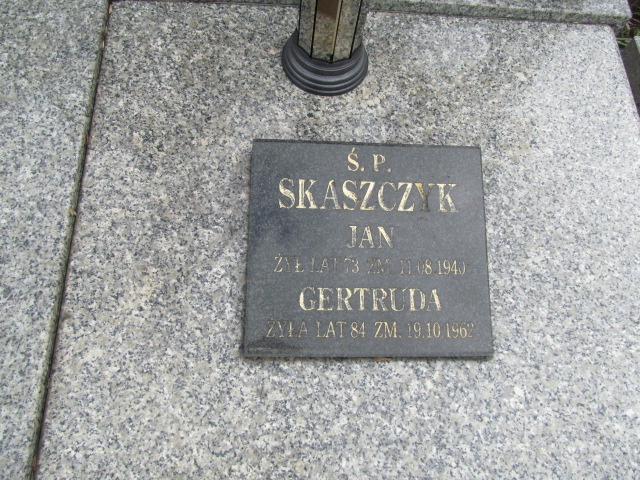 Ś. P.
SKASZCZYK
JAN
ŻYŁ LAT 73 ZM. 11.08.1940
GERTRUDA
ŻYŁA LAT 84 ZM. 19.10.1962